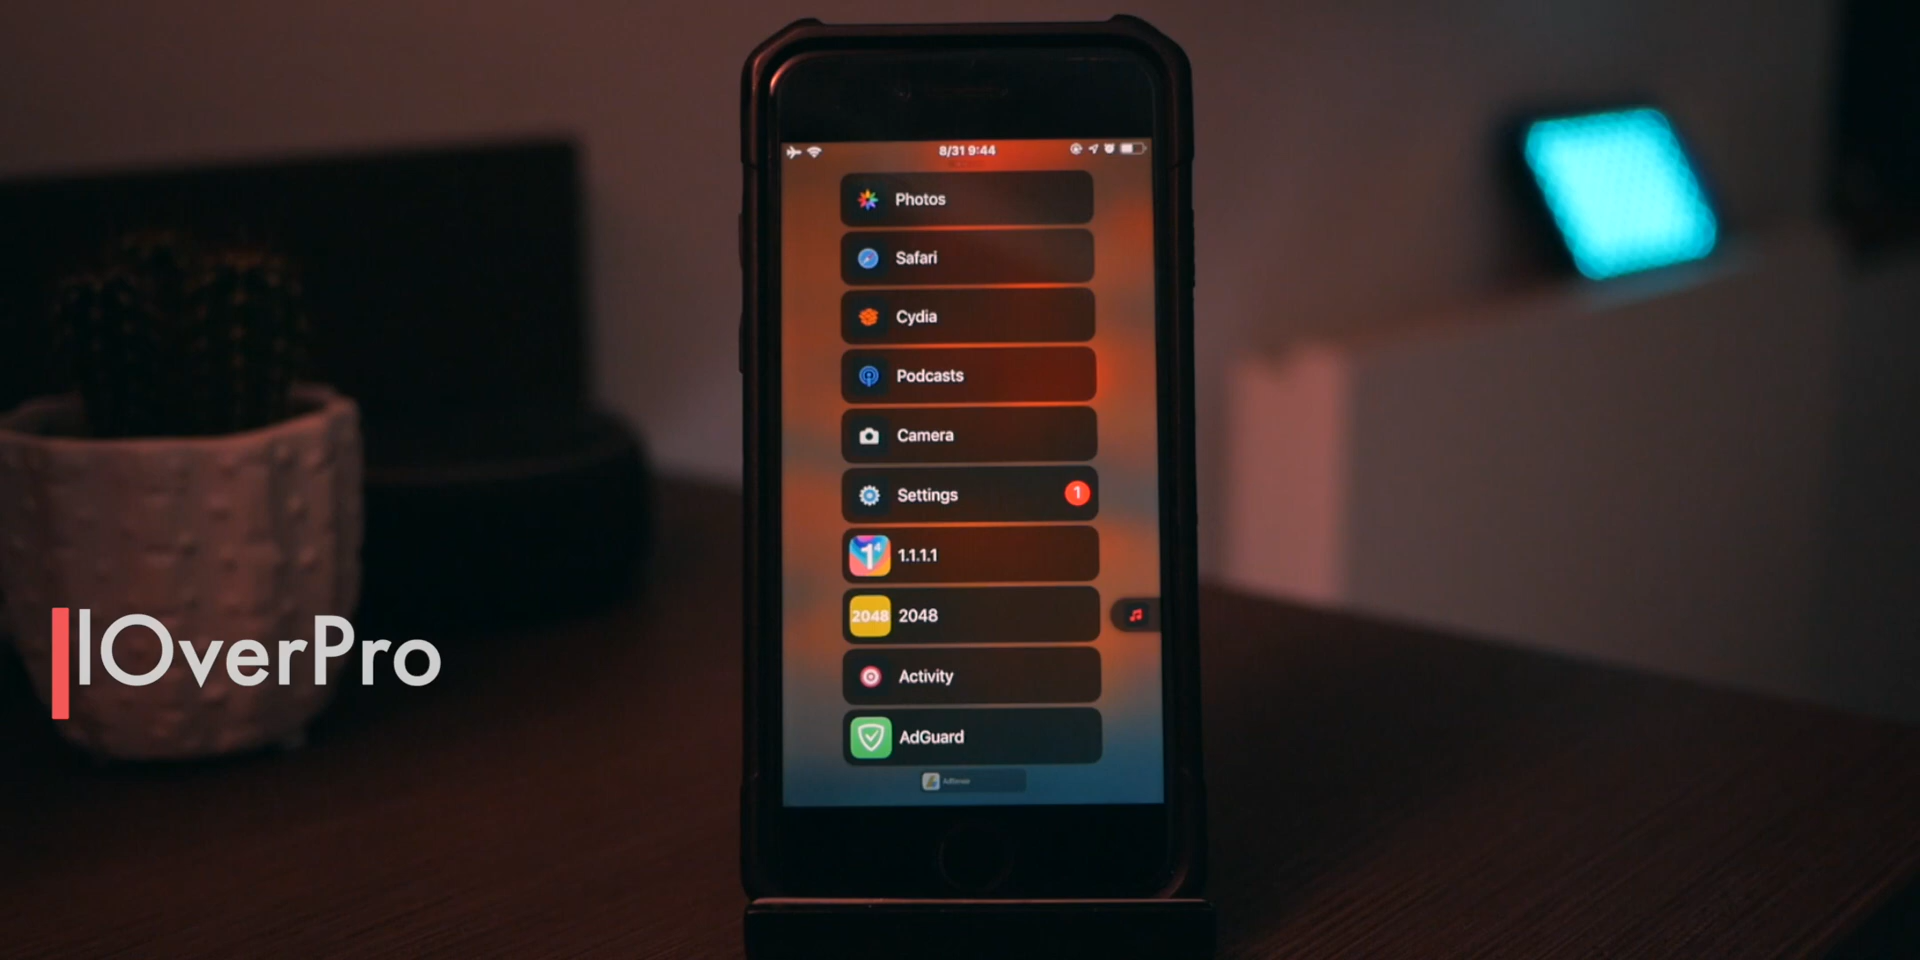 8/31 9:44
Photos
Safari
Cydia
Podcasts
Camera
Settings
1
1.1.1.1
2048
2048
Activity
AdGuard
lOverPro